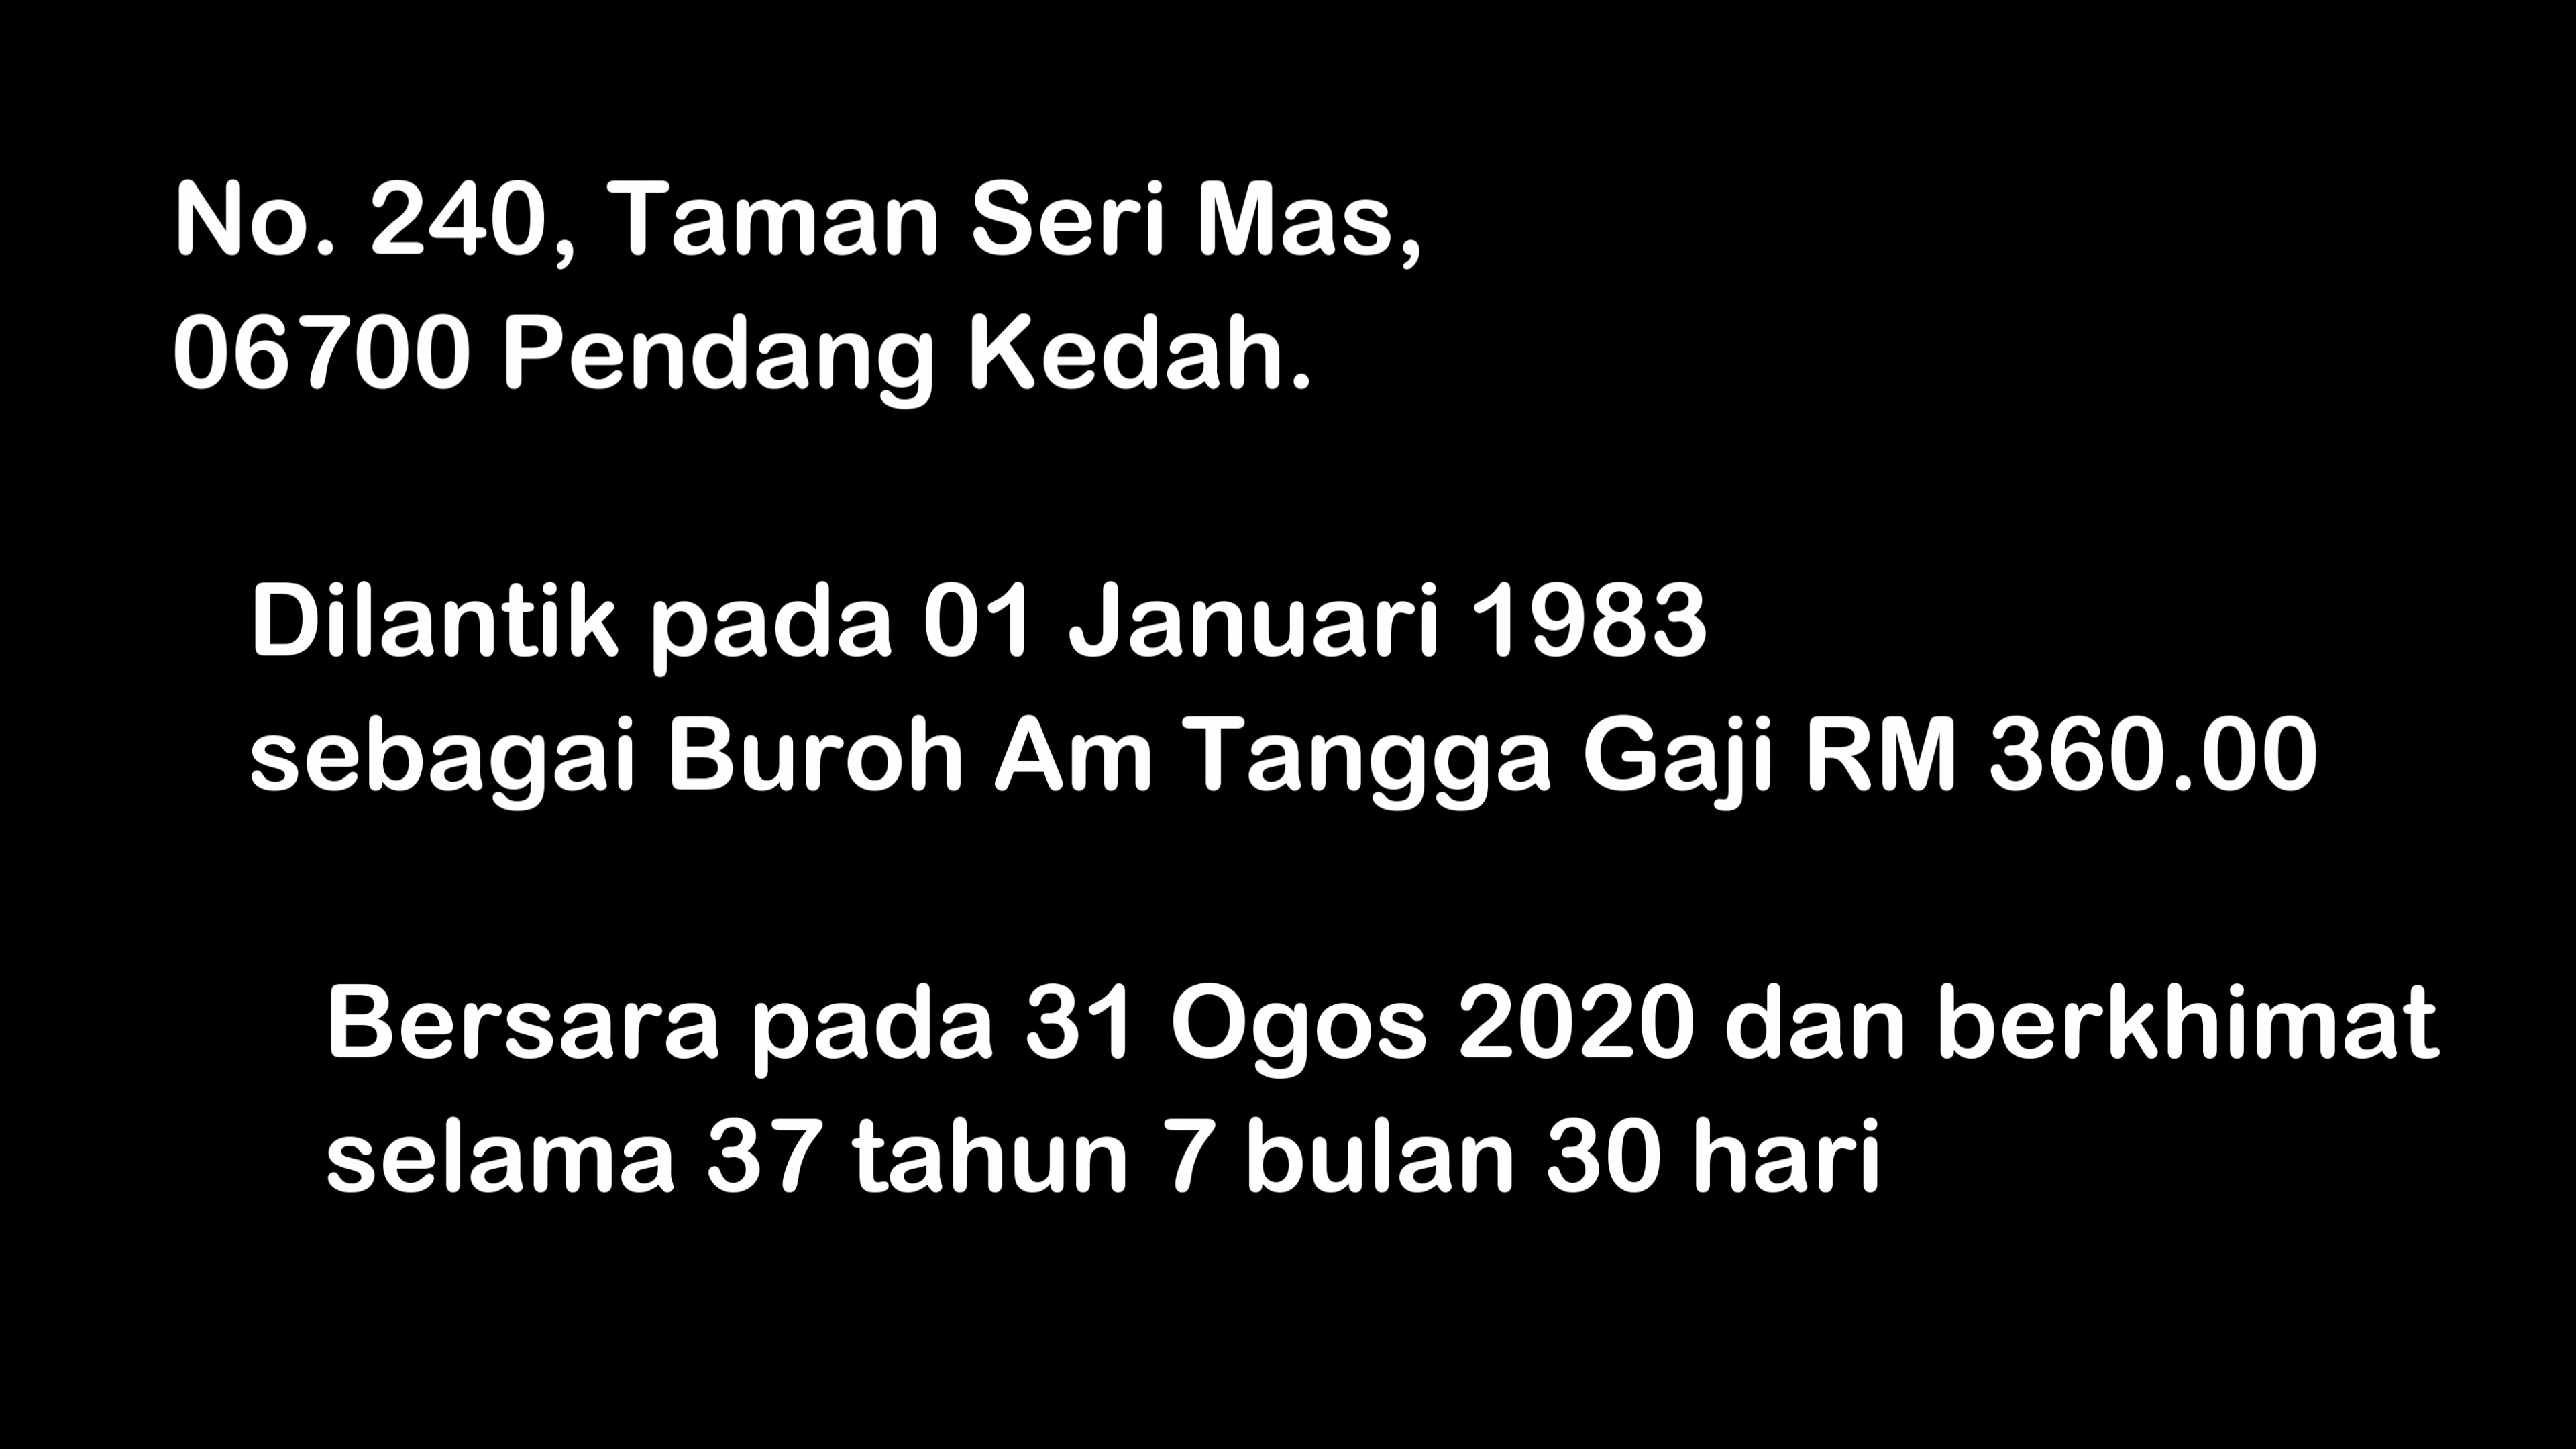 No. 240, Taman Seri Mas,
06700 Pendang Kedah.
Dilantik pada 01 Januari 1983
sebagai Buroh Am Tangga Gaji RM 360.00
Bersara pada 31 Ogos 2020 dan berkhimat
selama 37 tahun 7 bulan 30 hari